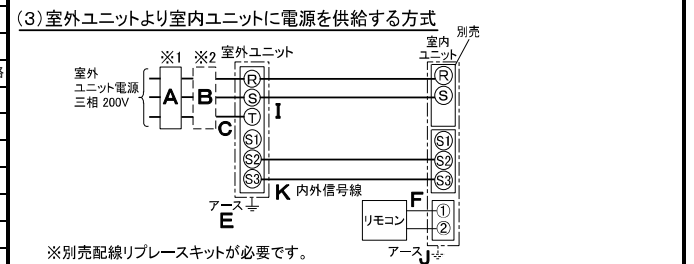 (3)室外ユニットより室内ユニットに電源を供給する方式
別売
※1 ※2 室外ユニット
室内
ユニット
室外
ユニット電源
三相 200V
A
B
C
R
S
T
S1
S2
S3
I
R
S
S1
S2
S3
K 内外信号線
アース
E
F
リモコン
①
②
アース
J
※別売配線リプレースキットが必要です。